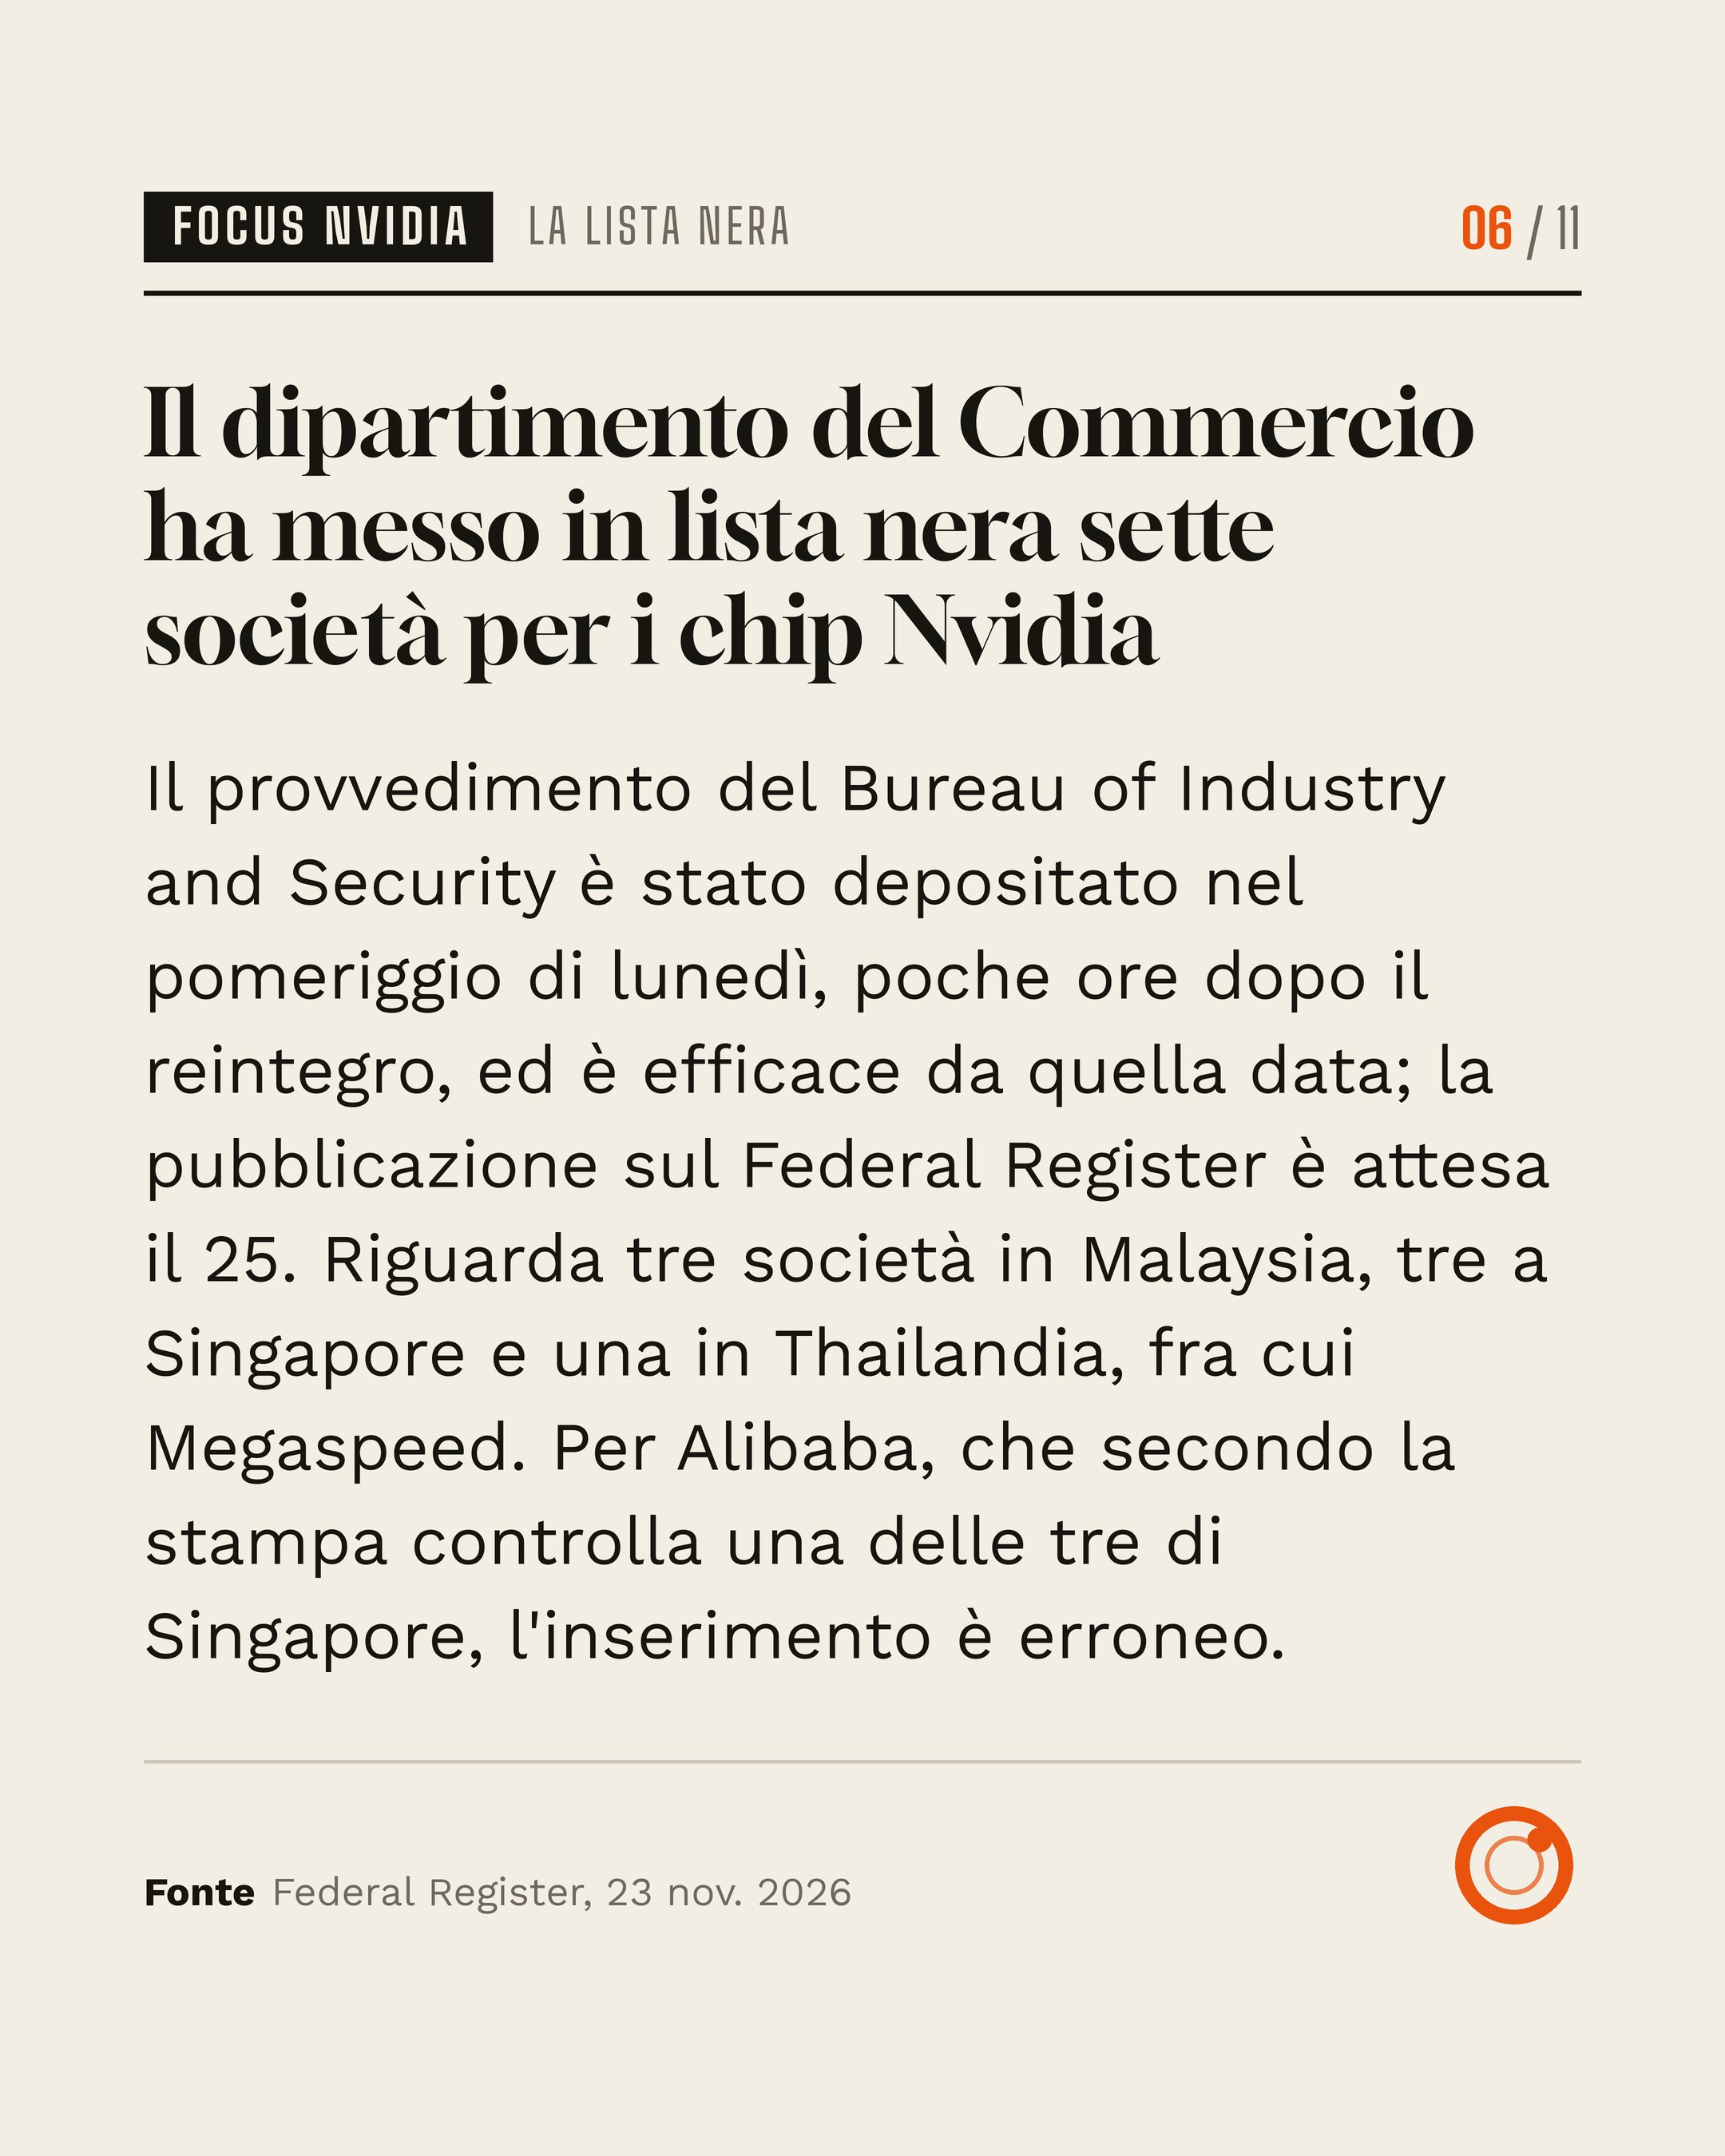 FOCUS NVIDIA LA LISTA NERA 06 / 11
Il dipartimento del Commercio
ha messo in lista nera sette
società per i chip Nvidia
Il provvedimento del Bureau of Industry
and Security è stato depositato nel
pomeriggio di lunedì, poche ore dopo il
reintegro, ed è efficace da quella data; la
pubblicazione sul Federal Register è attesa
il 25. Riguarda tre società in Malaysia, tre a
Singapore e una in Thailandia, fra cui
Megaspeed. Per Alibaba, che secondo la
stampa controlla una delle tre di
Singapore, l'inserimento è erroneo.
Fonte Federal Register, 23 nov. 2026